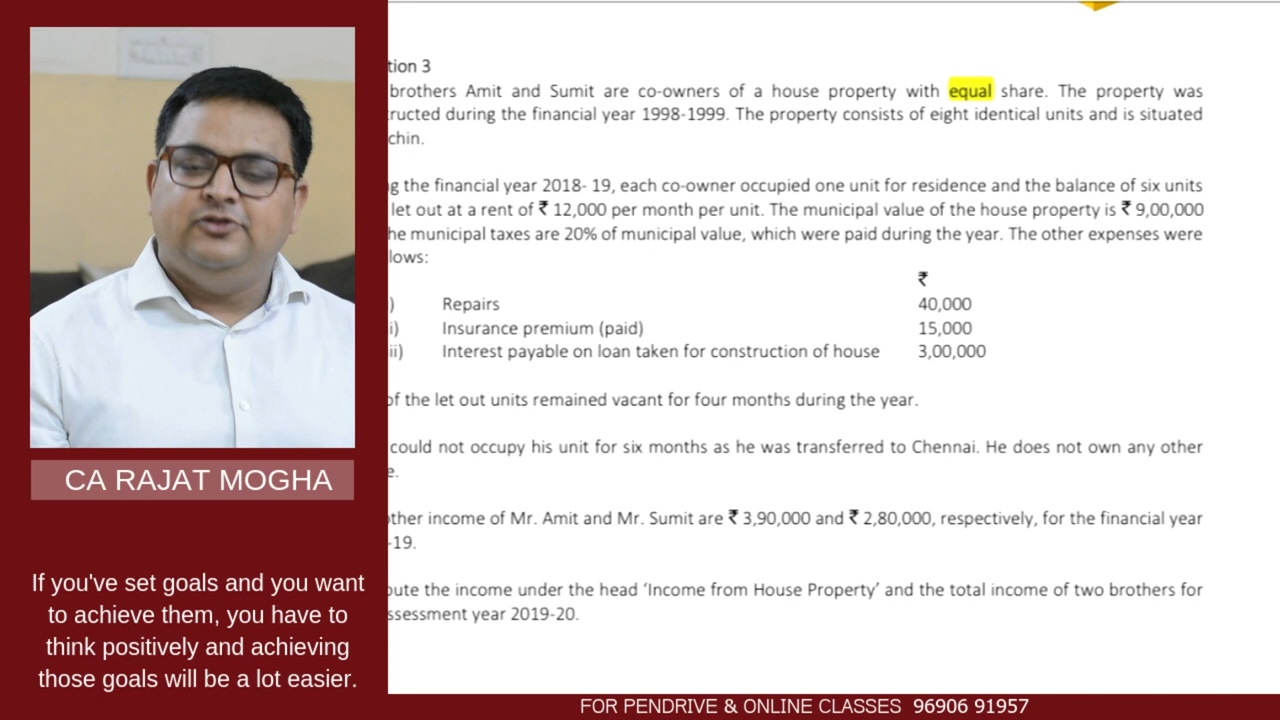 CA RAJAT MOGHA
If you've set goals and you want
to achieve them, you have to
think positively and achieving
those goals will be a lot easier.
tion 3
brothers Amit and Sumit are co-owners of a house property with equal share. The property was
ructed during the financial year 1998-1999. The property consists of eight identical units and is situated
chin.
g the financial year 2018- 19, each co-owner occupied one unit for residence and the balance of six units
let out at a rent of ₹ 12,000 per month per unit. The municipal value of the house property is ₹ 9,00,000
he municipal taxes are 20% of municipal value, which were paid during the year. The other expenses were
lows:
₹
) Repairs 40,000
i) Insurance premium (paid) 15,000
ii) Interest payable on loan taken for construction of house 3,00,000
of the let out units remained vacant for four months during the year.
could not occupy his unit for six months as he was transferred to Chennai. He does not own any other
e.
ther income of Mr. Amit and Mr. Sumit are ₹ 3,90,000 and ₹ 2,80,000, respectively, for the financial year
-19.
ute the income under the head ‘Income from House Property’ and the total income of two brothers for
ssessment year 2019-20.
FOR PENDRIVE & ONLINE CLASSES 96906 91957